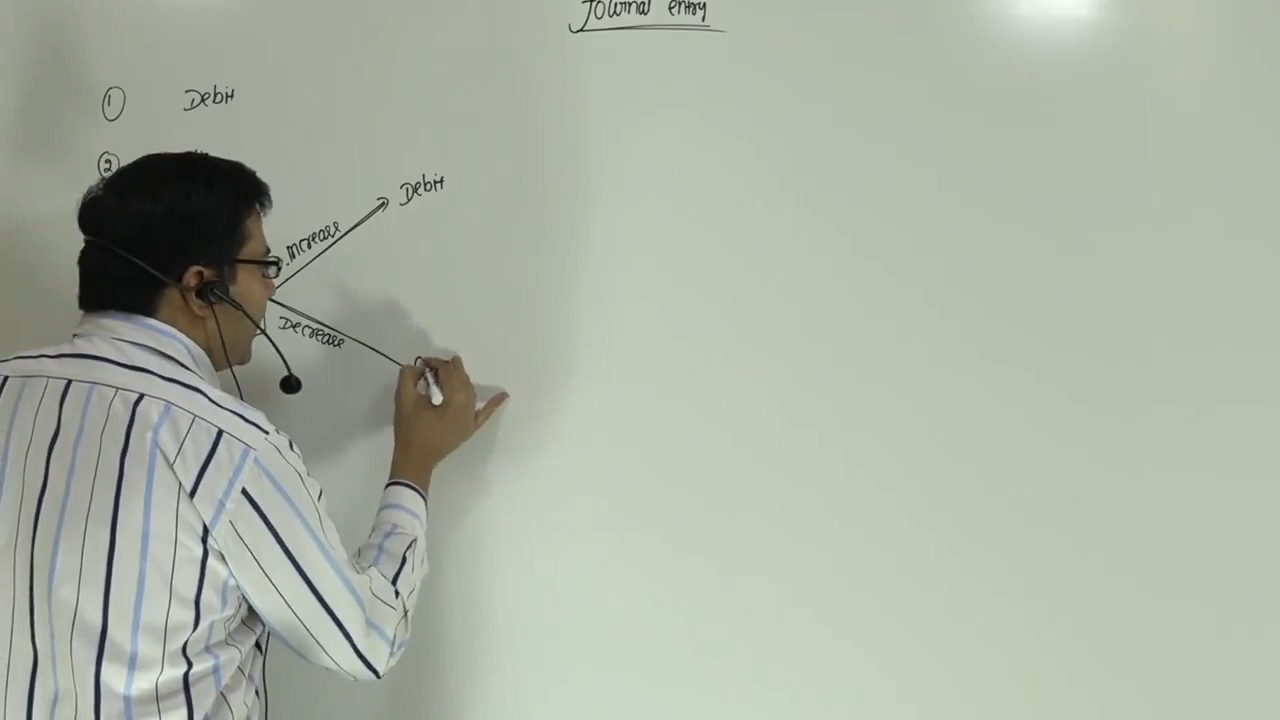 Journal entry
1 Debit
2
Debit
increase
Decrease